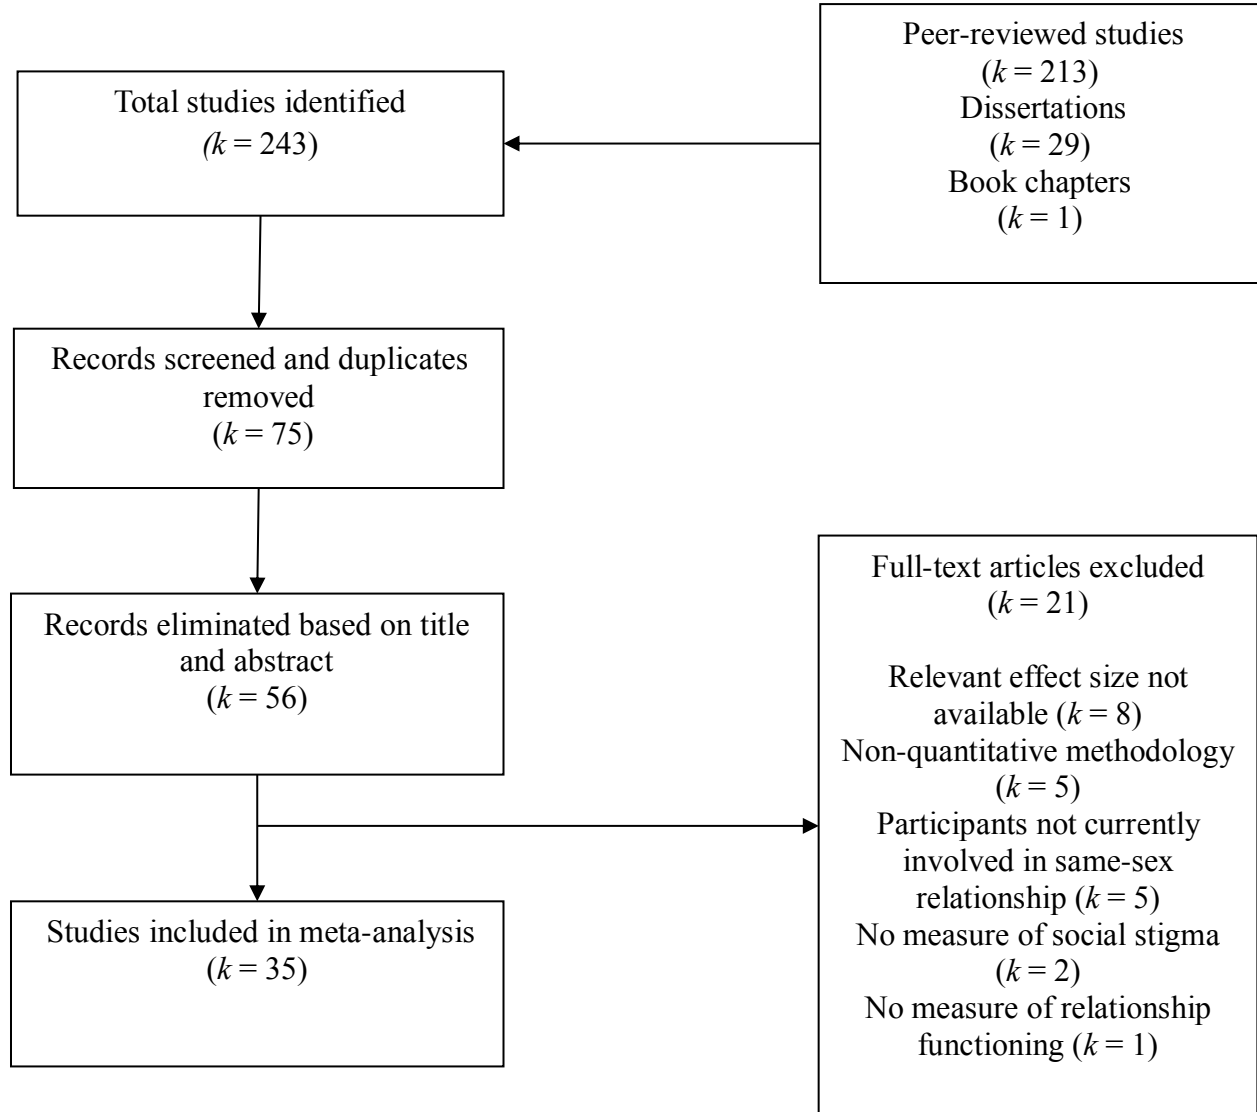 Peer-reviewed studies
(k = 213)
Dissertations
(k = 29)
Book chapters
(k = 1)
Total studies identified
(k = 243)
Records screened and duplicates
removed
(k = 75)
Records eliminated based on title
and abstract
(k = 56)
Full-text articles excluded
(k = 21)
Relevant effect size not
available (k = 8)
Non-quantitative methodology
(k = 5)
Participants not currently
involved in same-sex
relationship (k = 5)
No measure of social stigma
(k = 2)
No measure of relationship
functioning (k = 1)
Studies included in meta-analysis
(k = 35)